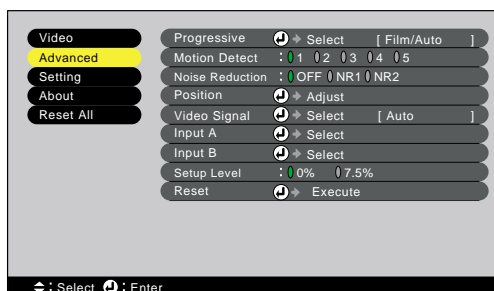 Video
Advanced
Setting
About
Reset All
Progressive Select [ Film/Auto ]
Motion Detect : 1 2 3 4 5
Noise Reduction : OFF NR1 NR2
Position Adjust
Video Signal Select [ Auto ]
Input A Select
Input B Select
Setup Level : 0% 7.5%
Reset Execute
: Select : Enter